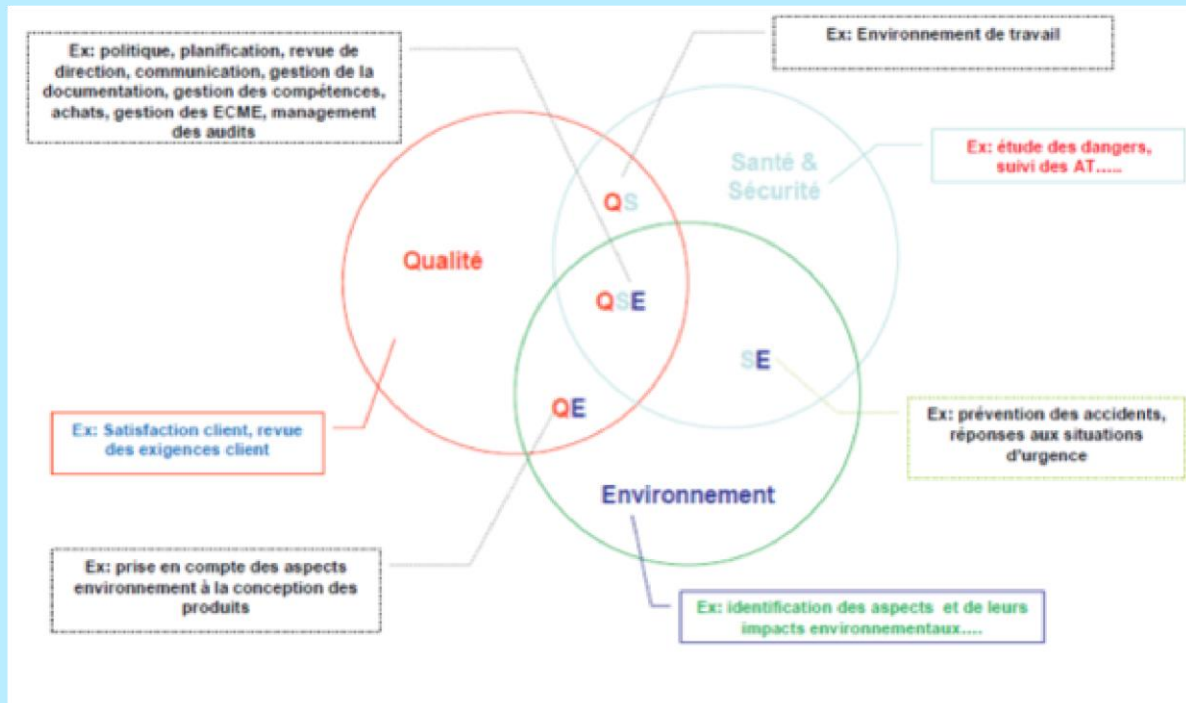 Ex: politique, planification, revue de
direction, communication, gestion de la
documentation, gestion des compétences,
achats, gestion des ECME, management
des audits
Ex: Environnement de travail
Santé &
Sécurité
Ex: étude des dangers,
suivi des AT.....
QS
Qualité
QSE
SE
QE
Ex: Satisfaction client, revue
des exigences client
Ex: prévention des accidents,
réponses aux situations
d'urgence
Environnement
Ex: prise en compte des aspects
environnement à la conception des
produits
Ex: identification des aspects et de leurs
impacts environnementaux.....